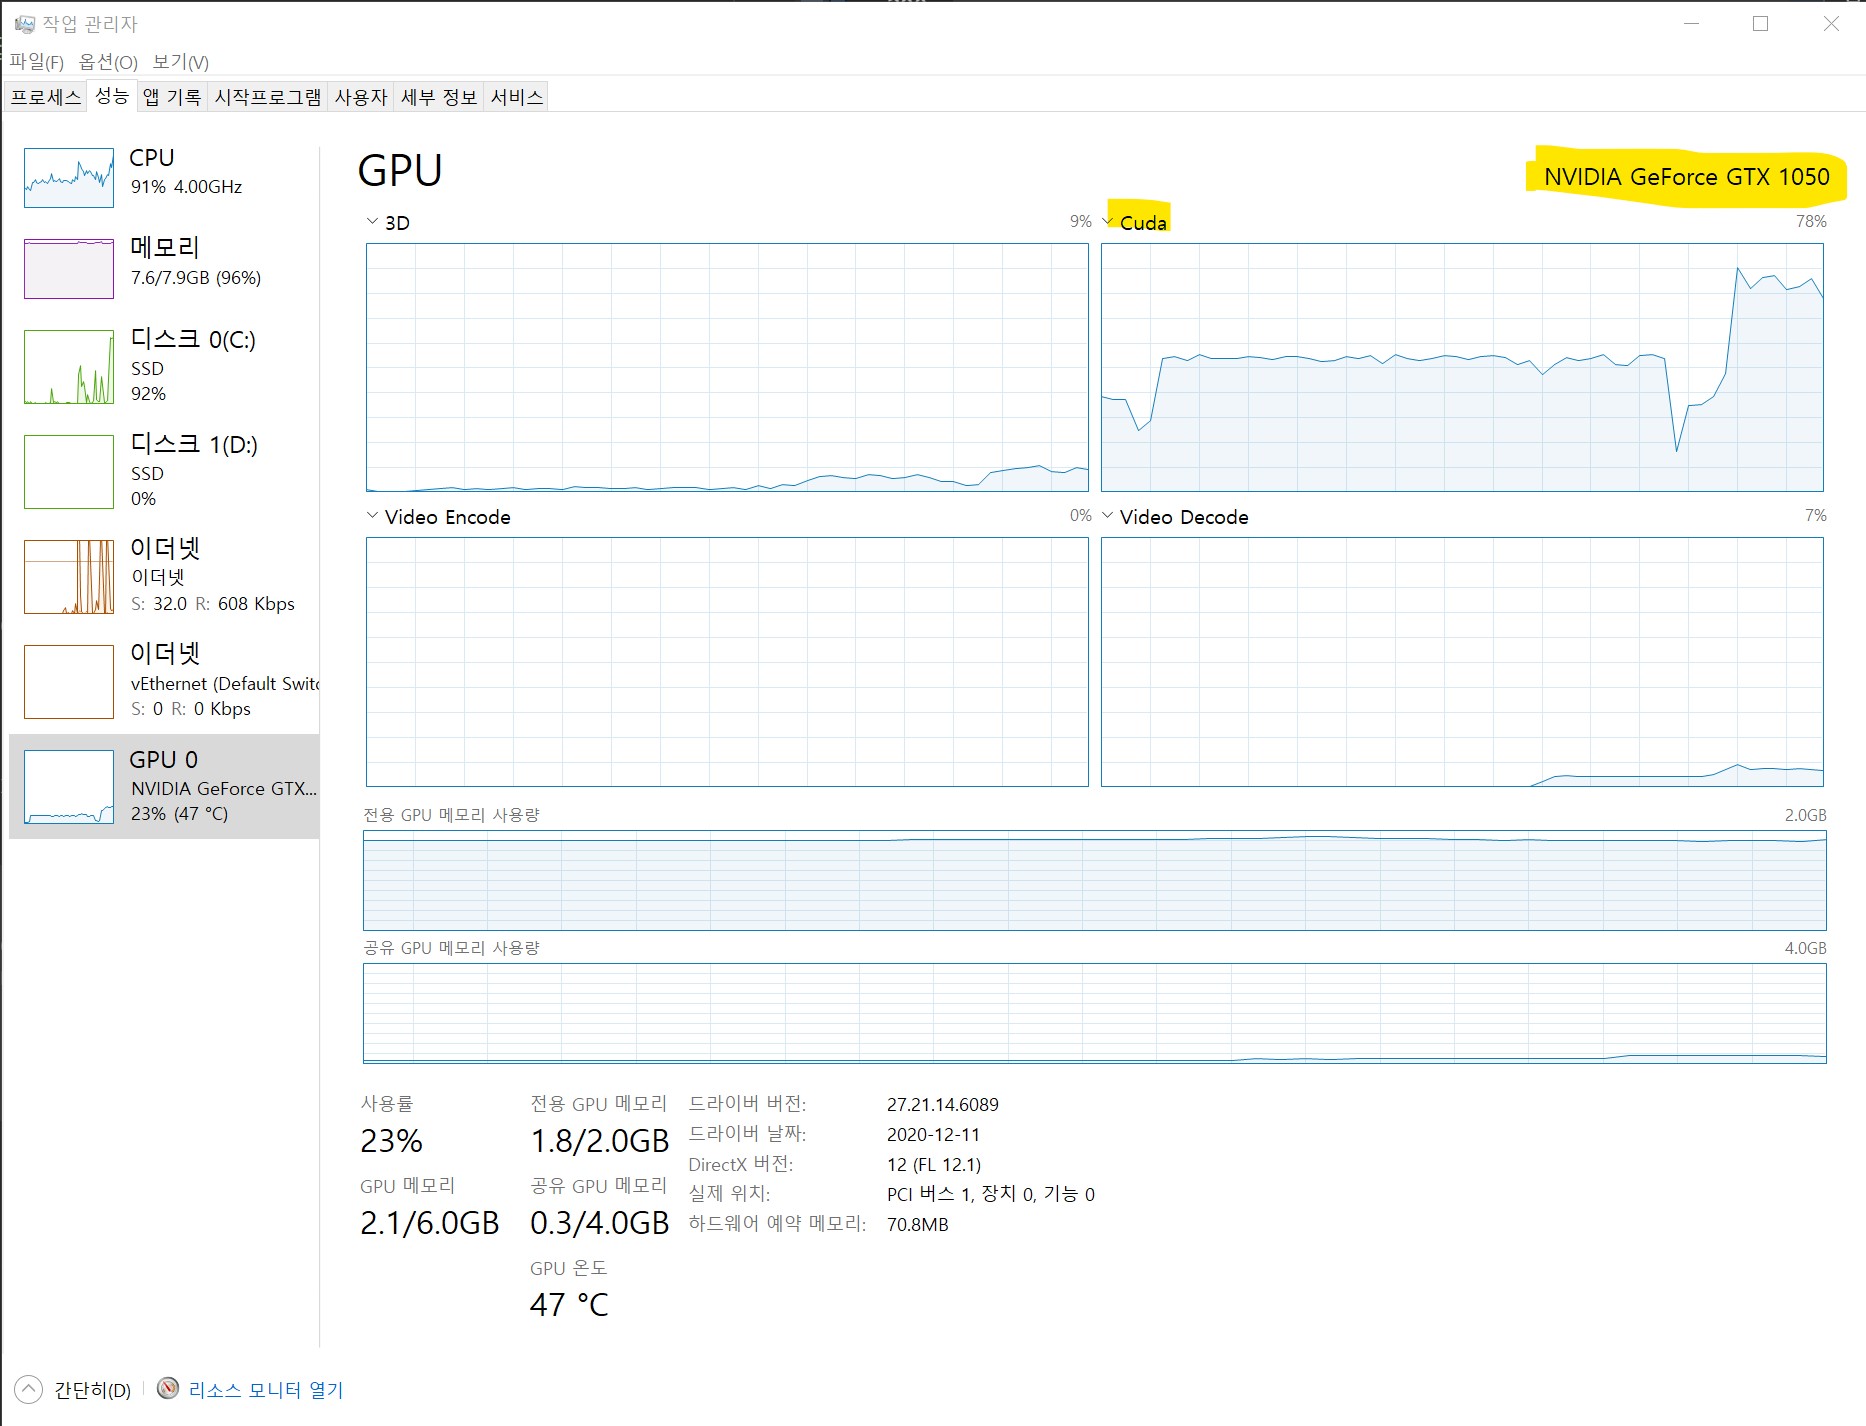 작업 관리자
파일(F) 옵션(O) 보기(V)
프로세스 성능 앱 기록 시작프로그램 사용자 세부 정보 서비스
CPU
91% 4.00GHz
메모리
7.6/7.9GB (96%)
디스크 0(C:)
SSD
92%
디스크 1(D:)
SSD
0%
이더넷
이더넷
S: 32.0 R: 608 Kbps
이더넷
vEthernet (Default Switc
S: 0 R: 0 Kbps
GPU 0
NVIDIA GeForce GTX...
23% (47 °C)
GPU
NVIDIA GeForce GTX 1050
3D 9%
Cuda 78%
Video Encode 0%
Video Decode 7%
전용 GPU 메모리 사용량 2.0GB
공유 GPU 메모리 사용량 4.0GB
사용률
23%
전용 GPU 메모리
1.8/2.0GB
GPU 메모리
2.1/6.0GB
공유 GPU 메모리
0.3/4.0GB
GPU 온도
47 °C
드라이버 버전: 27.21.14.6089
드라이버 날짜: 2020-12-11
DirectX 버전: 12 (FL 12.1)
실제 위치: PCI 버스 1, 장치 0, 기능 0
하드웨어 예약 메모리: 70.8MB
간단히(D) 리소스 모니터 열기